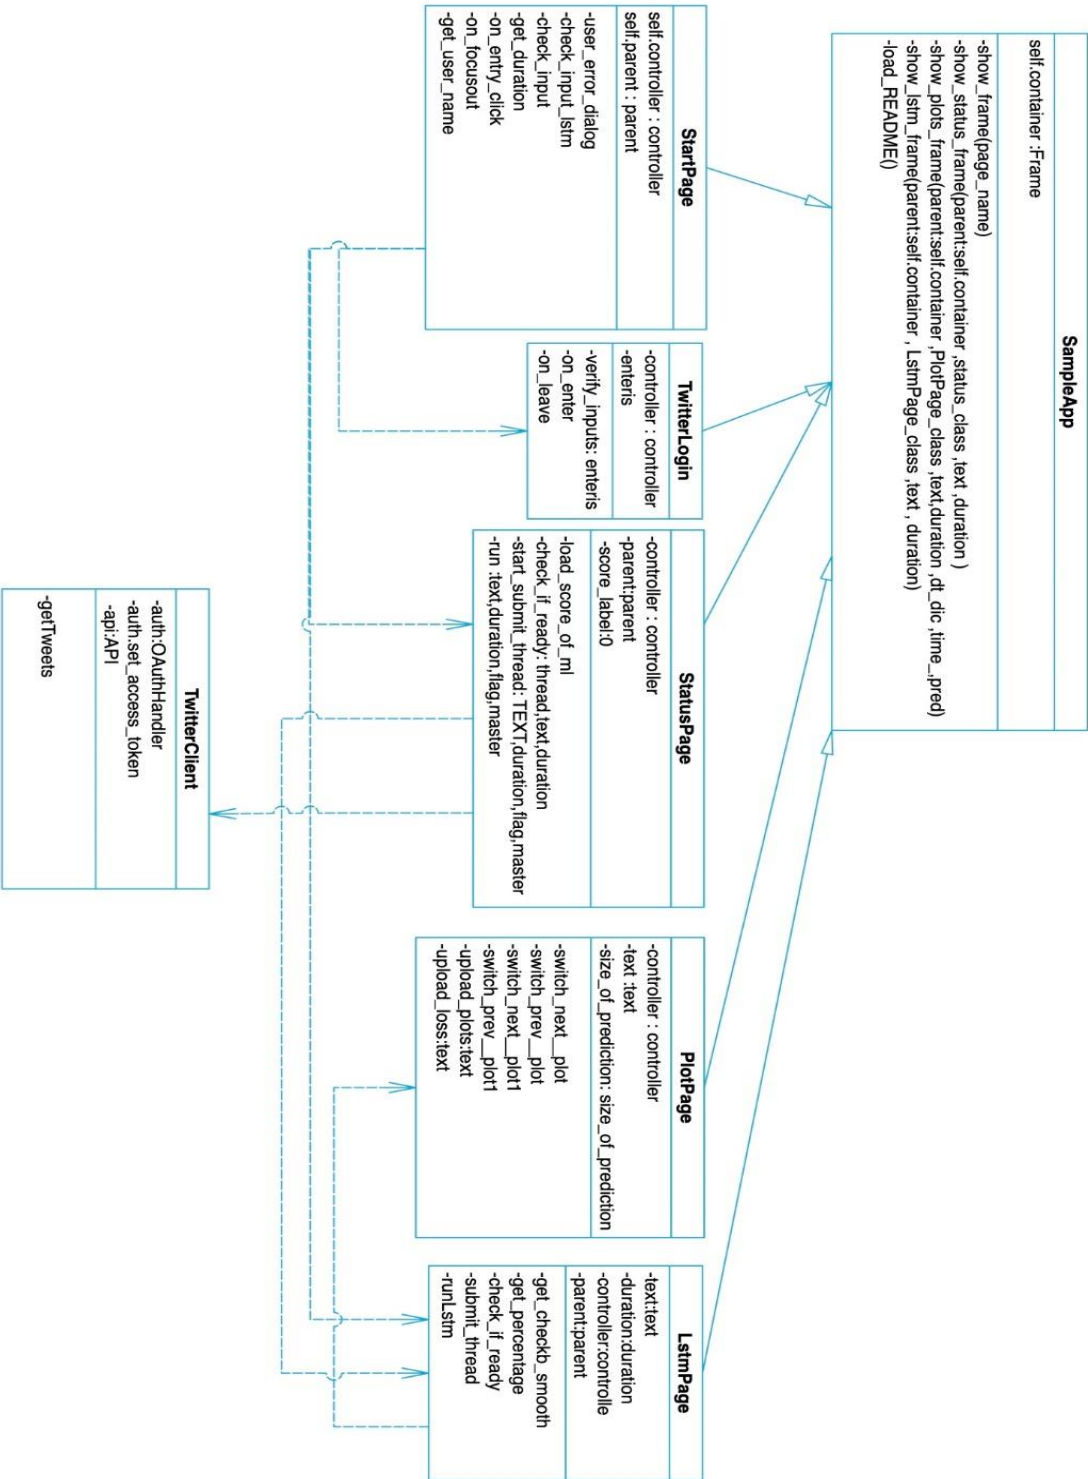 SampleApp
self.container :Frame
-show_frame(page_name)
-show_status_frame(parent:self.container ,status_class ,text ,duration )
-show_plots_frame(parent:self.container ,PlotPage_class ,text,duration ,dt_dic ,time_,pred)
-show_lstm_frame(parent:self.container , LstmPage_class ,text , duration)
-load_README()
StartPage
self.controller : controller
self.parent : parent
-user_error_dialog
-check_input_lstm
-check_input
-get_duration
-on_entry_click
-on_focusout
-get_user_name
TwitterLogin
-controller : controller
-enteris
-verify_inputs: enteris
-on_enter
-on_leave
StatusPage
-controller : controller
-parent:parent
-score_label:0
-load_score_of_ml
-check_if_ready: thread,text,duration
-start_submit_thread: TEXT,duration,flag,master
-run :text,duration,flag,master
PlotPage
-controller : controller
-text :text
-size_of_prediction: size_of_prediction
-switch_next__plot
-switch_prev__plot
-switch_next__plot1
-switch_prev__plot1
-upload_plots:text
-upload_loss:text
LstmPage
-text:text
-duration:duration
-controller:controlle
-parent:parent
-get_checkb_smooth
-get_percentage
-check_if_ready
-submit_thread
-runLstm
TwitterClient
-auth:OAuthHandler
-auth.set_access_token
-api:API
-getTweets